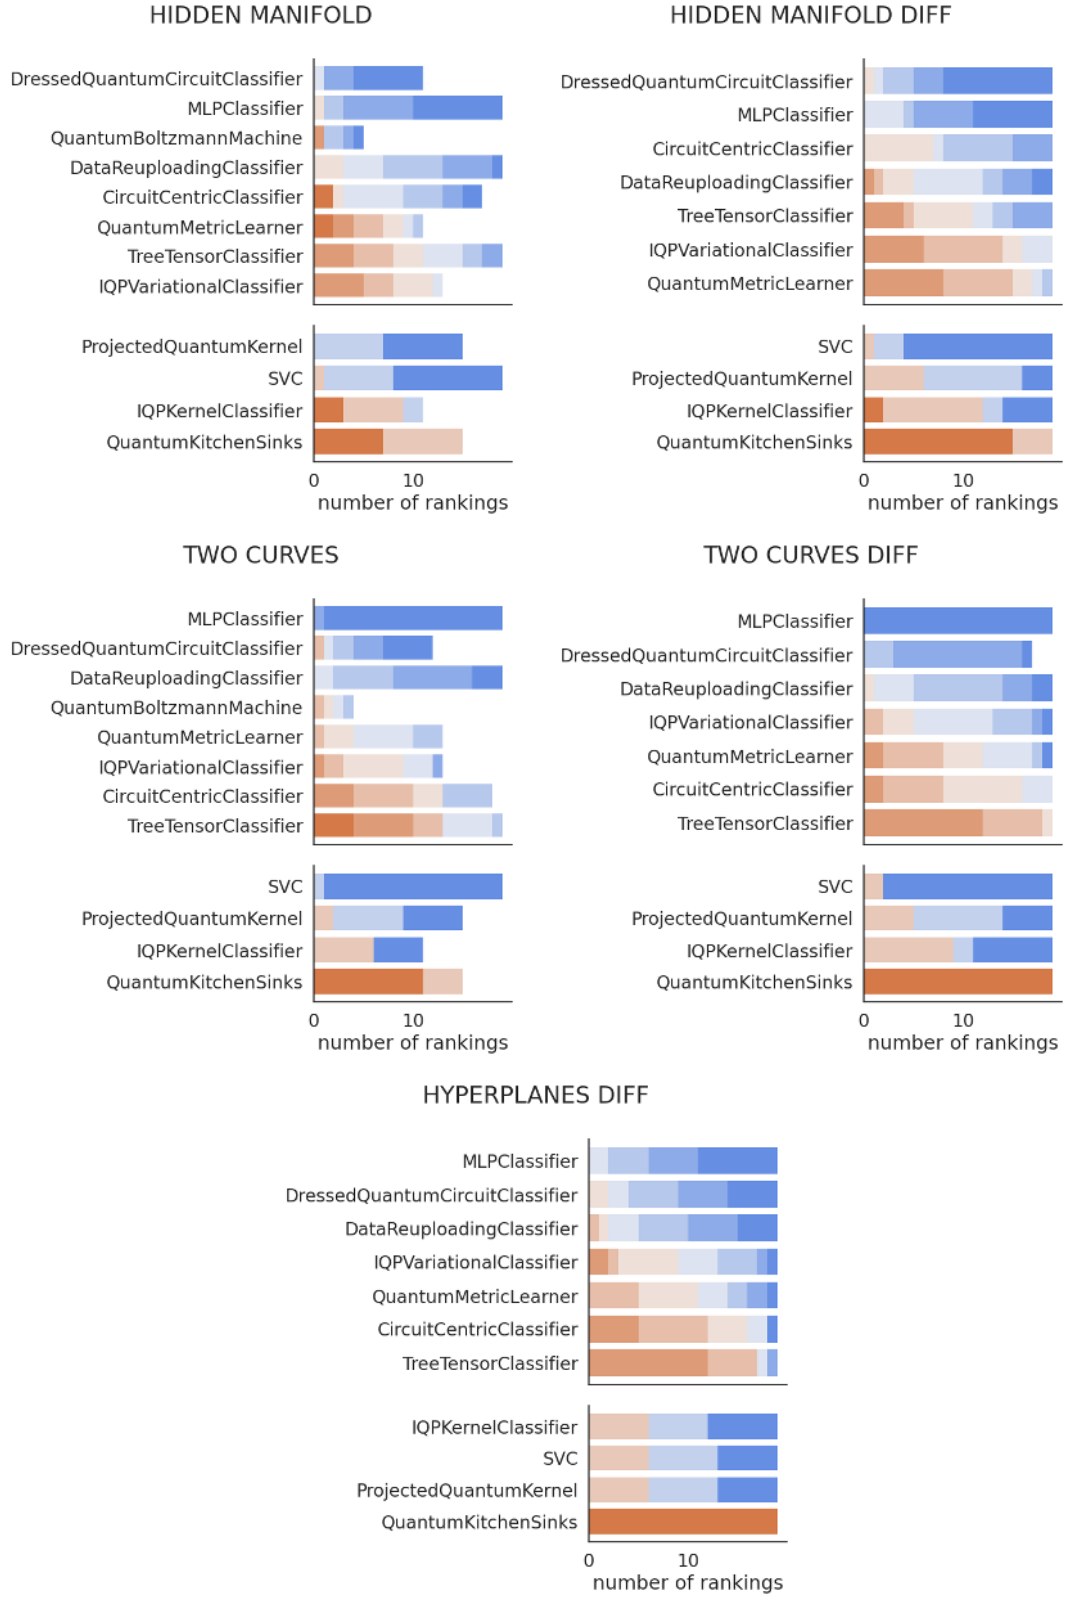 HIDDEN MANIFOLD
DressedQuantumCircuitClassifier
MLPClassifier
QuantumBoltzmannMachine
DataReuploadingClassifier
CircuitCentricClassifier
QuantumMetricLearner
TreeTensorClassifier
IQPVariationalClassifier
ProjectedQuantumKernel
SVC
IQPKernelClassifier
QuantumKitchenSinks
0 10
number of rankings
HIDDEN MANIFOLD DIFF
DressedQuantumCircuitClassifier
MLPClassifier
CircuitCentricClassifier
DataReuploadingClassifier
TreeTensorClassifier
IQPVariationalClassifier
QuantumMetricLearner
SVC
ProjectedQuantumKernel
IQPKernelClassifier
QuantumKitchenSinks
0 10
number of rankings
TWO CURVES
MLPClassifier
DressedQuantumCircuitClassifier
DataReuploadingClassifier
QuantumBoltzmannMachine
QuantumMetricLearner
IQPVariationalClassifier
CircuitCentricClassifier
TreeTensorClassifier
SVC
ProjectedQuantumKernel
IQPKernelClassifier
QuantumKitchenSinks
0 10
number of rankings
TWO CURVES DIFF
MLPClassifier
DressedQuantumCircuitClassifier
DataReuploadingClassifier
IQPVariationalClassifier
QuantumMetricLearner
CircuitCentricClassifier
TreeTensorClassifier
SVC
ProjectedQuantumKernel
IQPKernelClassifier
QuantumKitchenSinks
0 10
number of rankings
HYPERPLANES DIFF
MLPClassifier
DressedQuantumCircuitClassifier
DataReuploadingClassifier
IQPVariationalClassifier
QuantumMetricLearner
CircuitCentricClassifier
TreeTensorClassifier
IQPKernelClassifier
SVC
ProjectedQuantumKernel
QuantumKitchenSinks
0 10
number of rankings